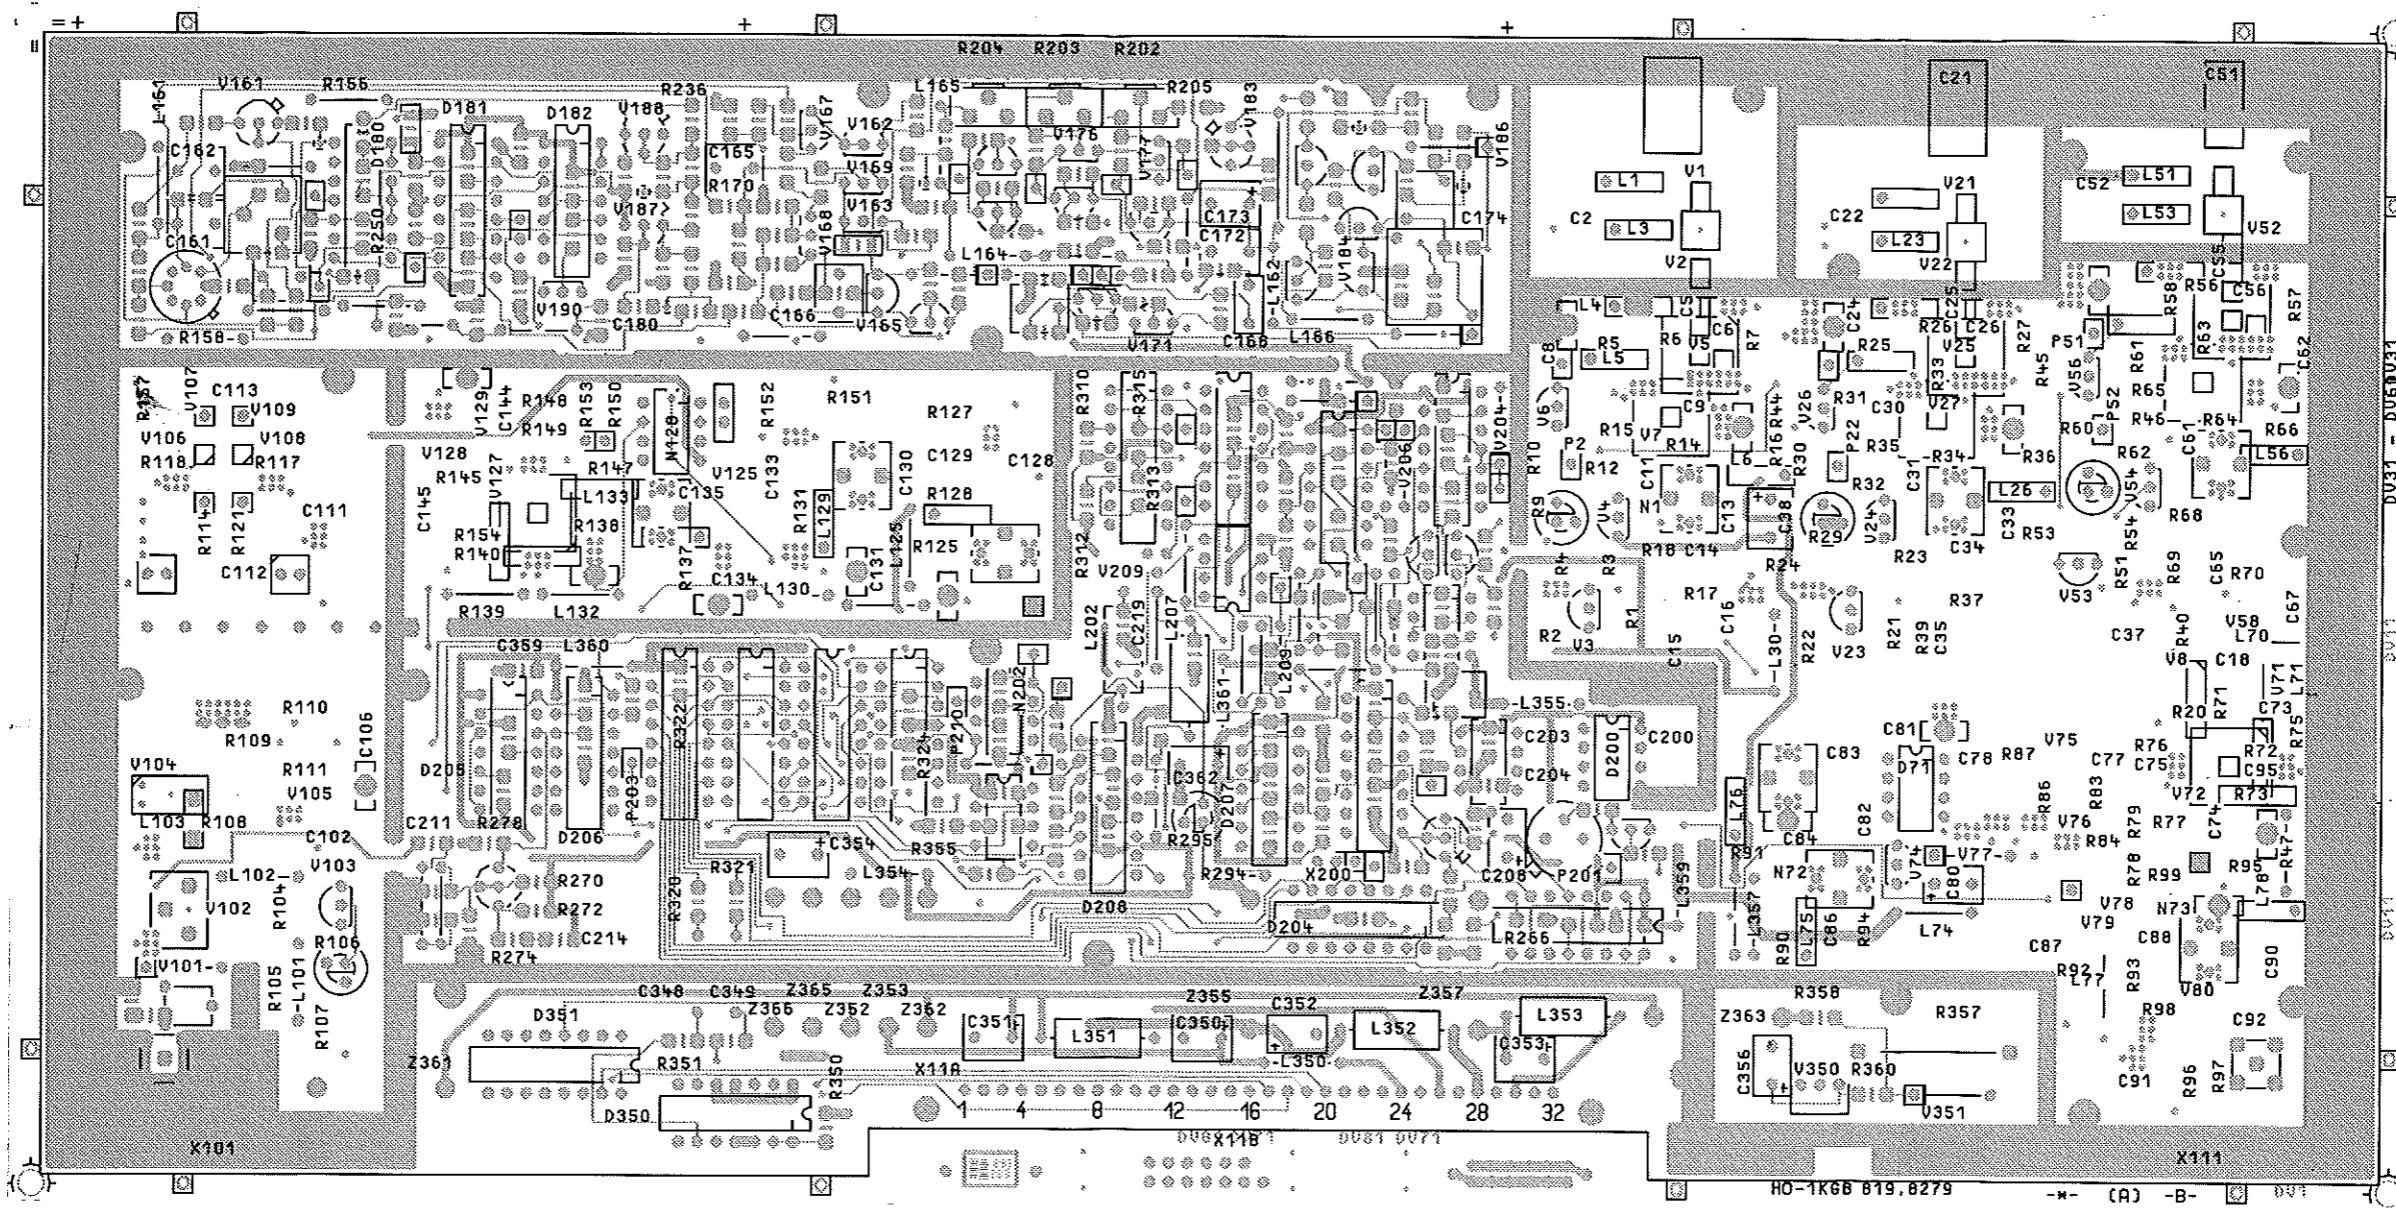 R204 R203 R202
L161 V161 R156 D181 D182 V188 R236 V167 L165 R205 V183 C21 C51
C162 D180 C165 V162 V176 V177 V186
V169 R170 V1 L1 V21 L51 C52
V187 V163 V168 C173 C174 C2 L3 C22 L23 L53 V52
C161 R250 L164 C172 V184 V2 V22 C55
L162 R58 R56 C56 R57
V190 C180 C166 V165 L4 C5 C6 R7 C24 C25 R26 C26 R27
R158 V171 C168 L166 C8 R5 L5 R6 V5 R25 R33 V25 R45 P51 R61 R63 C62
R157 V107 C113 V109 V129 C144 R148 R153 R150 R152 R151 R127 R310 R315 V204 V6 C9 R44 V26 R31 C30 V27 V56 P52 R65 R46 R64
V106 V108 R149 N128 C129 V206 R10 P2 R15 V7 R14 R16 P22 R35 R60 C61 R66
R118 R117 V128 R145 V127 R147 V125 C133 C130 C128 R313 R12 C11 L6 R30 R34 R36 R62 L56
C145 L133 C135 R131 L129 R128 R9 V4 N1 C13 C38 R32 C31 L26 V54
R114 R121 C111 R154 R138 L125 R125 R18 C14 R29 V24 C33 R53 R54 R68
C112 R140 R137 C134 C131 R312 V209 R4 R3 R24 R23 C34 R51 R69 C65 R70
R139 L132 L130 L202 C219 L207 R1 R17 C16 R37 V53 C67
R2 V3 C15 L30 R22 V23 R21 R39 C35 C37 R40 V58 L70
C359 L360 L209 V8 C18 V71 L71
R110 R322 N202 L361 L355 R71 R20 C73
R109 C106 P210 R324 C203 D200 C200 C81 V75 R76 R72 R75
V104 R111 D205 P203 C362 C204 C83 D71 C78 R87 C77 C75 C95
V105 D207 R86 R83 V72 R73
L103 R108 C102 C211 R278 D206 C354 R355 R295 L76 C84 C82 V76 R84 R79 R77 C74
V103 L102 R104 R270 R320 R321 L354 R294 X200 C208 P201 L359 R91 N72 V74 V77 R78 R99 R95 R47
V102 R272 D208 C80 V78 L78
R106 C214 R274 D204 R266 L357 R90 L75 C86 R94 L74 V79 N73 C87 C88 C90
V101 R105 L101 R107 R92 R93 L77 V80
C348 C349 Z365 Z353 Z355 C352 Z357 R358 R357
D351 Z366 Z352 Z362 C351 L351 C350 L352 L353 Z363 R98 C92
Z361 R351 R350 X11A L350 C353 C356 V350 R360 C91 R96 R97
D350 1 4 8 12 16 20 24 28 32 V351
X101 X11B X111
HO-1KGB 819.8279 -*- (A) -B-